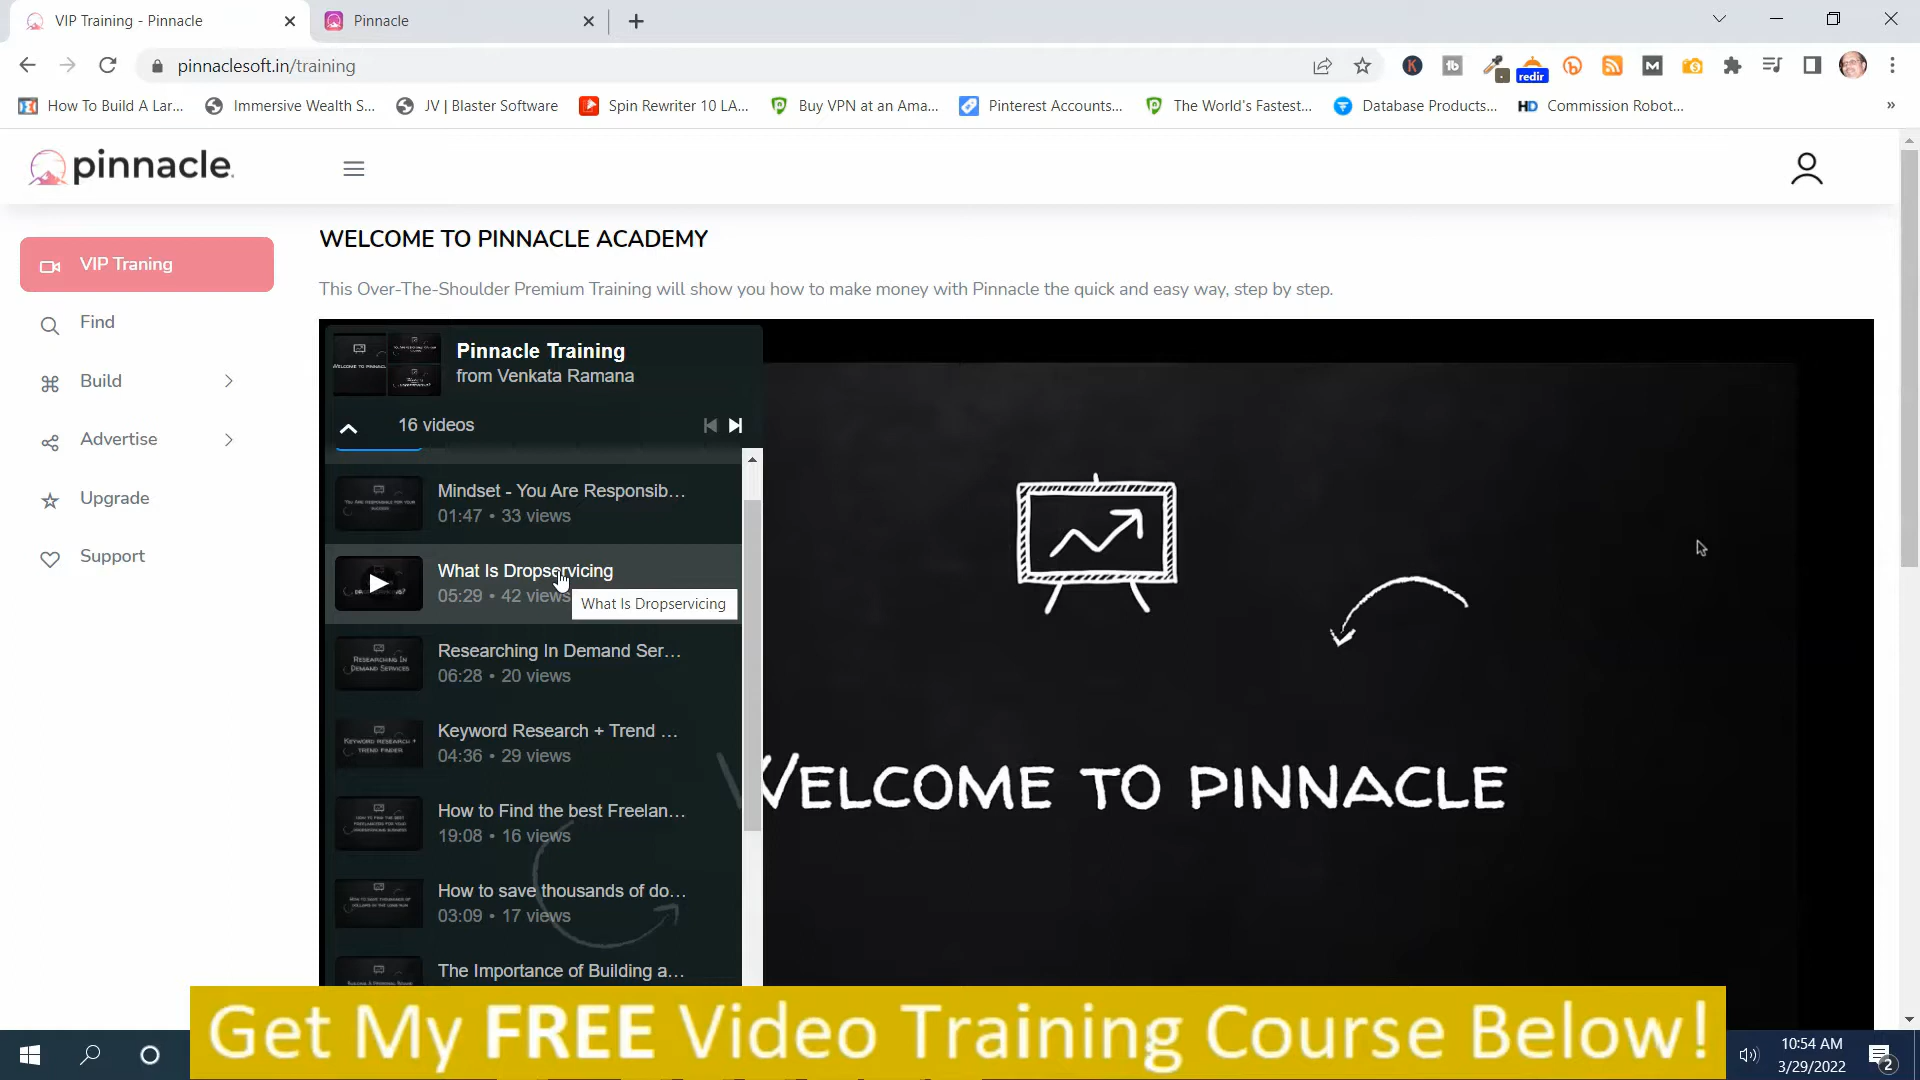 VIP Training - Pinnacle
Pinnacle
pinnaclesoft.in/training
redir
How To Build A Lar...
Immersive Wealth S...
JV | Blaster Software
Spin Rewriter 10 LA...
Buy VPN at an Ama...
Pinterest Accounts...
The World's Fastest...
Database Products...
HD Commission Robot...
pinnacle.
WELCOME TO PINNACLE ACADEMY
This Over-The-Shoulder Premium Training will show you how to make money with Pinnacle the quick and easy way, step by step.
VIP Traning
Find
Build
Advertise
Upgrade
Support
Pinnacle Training
from Venkata Ramana
16 videos
Mindset - You Are Responsib...
01:47 • 33 views
What Is Dropservicing
05:29 • 42 views
What Is Dropservicing
Researching In Demand Ser...
06:28 • 20 views
Keyword Research + Trend ...
04:36 • 29 views
How to Find the best Freelan...
19:08 • 16 views
How to save thousands of do...
03:09 • 17 views
The Importance of Building a...
WELCOME TO PINNACLE
Get My FREE Video Training Course Below!
10:54 AM
3/29/2022
2